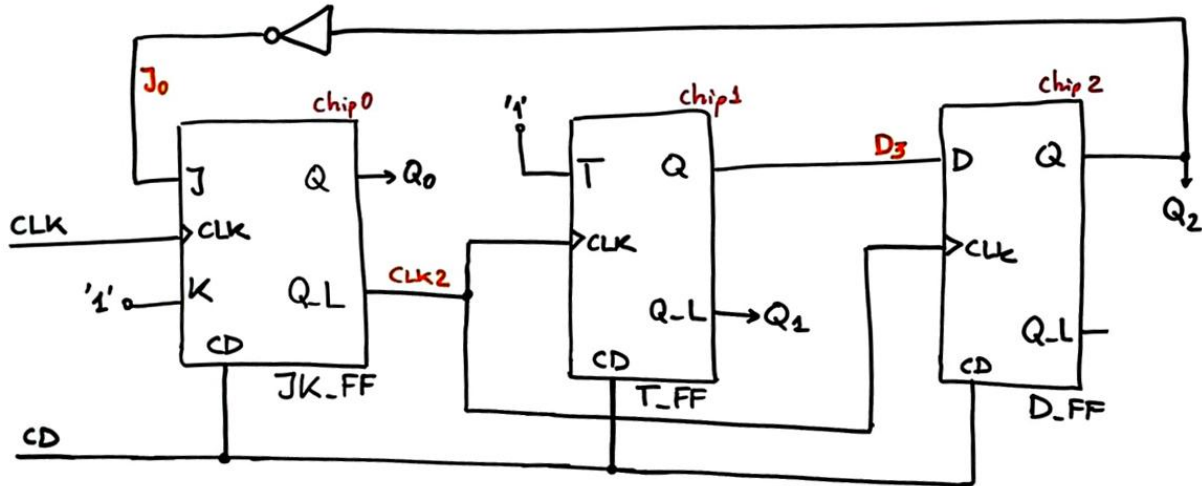 J₀
chip0
'1'
chip1
chip2
J
Q
Q₀
T
Q
D₃
D
Q
Q₂
CLK
CLK
CLK
CLK
'1'
K
Q_L
CLK2
Q_L
Q₁
Q_L
CD
JK_FF
CD
T_FF
CD
D_FF
CD